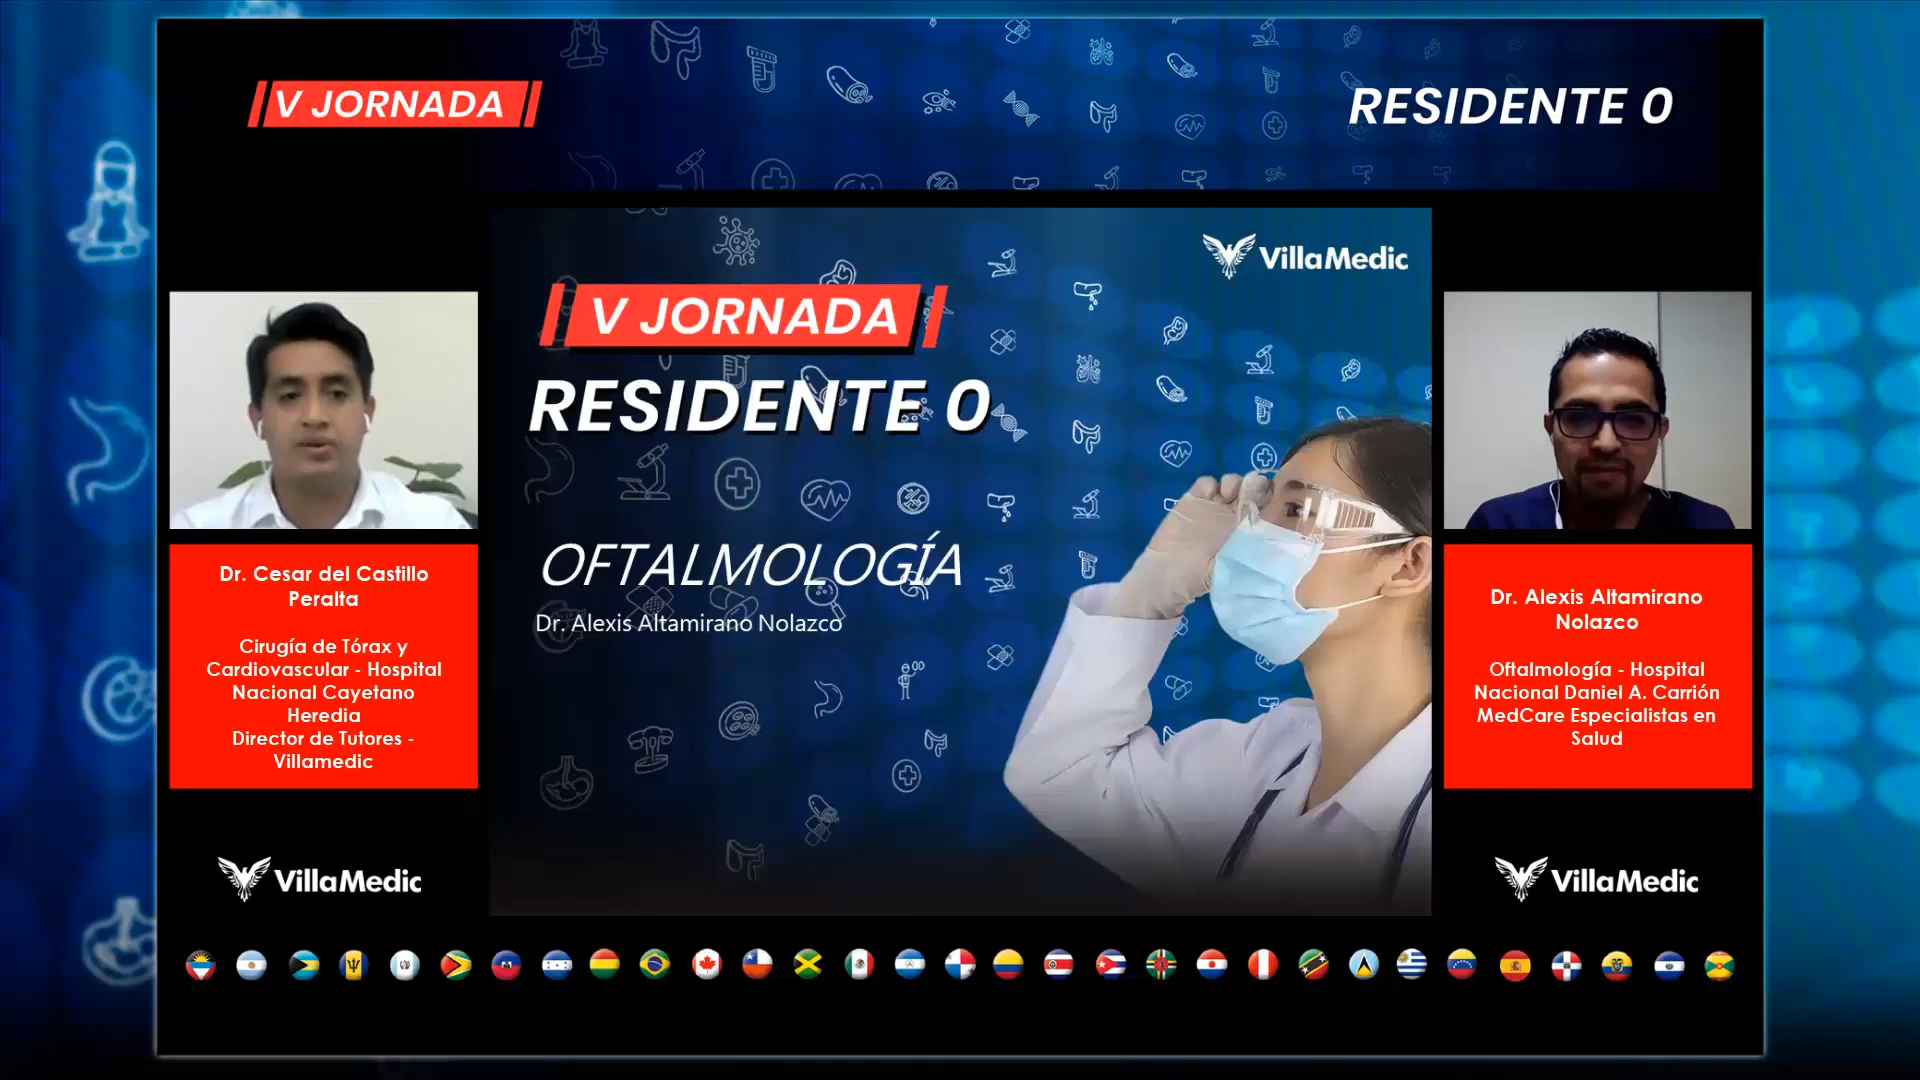 V JORNADA
RESIDENTE 0
VillaMedic
V JORNADA
RESIDENTE 0
OFTALMOLOGÍA
Dr. Alexis Altamirano Nolazco
Dr. Cesar del Castillo
Peralta
Cirugía de Tórax y
Cardiovascular - Hospital
Nacional Cayetano
Heredia
Director de Tutores -
Villamedic
Dr. Alexis Altamirano
Nolazco
Oftalmología - Hospital
Nacional Daniel A. Carrión
MedCare Especialistas en
Salud
VillaMedic
VillaMedic